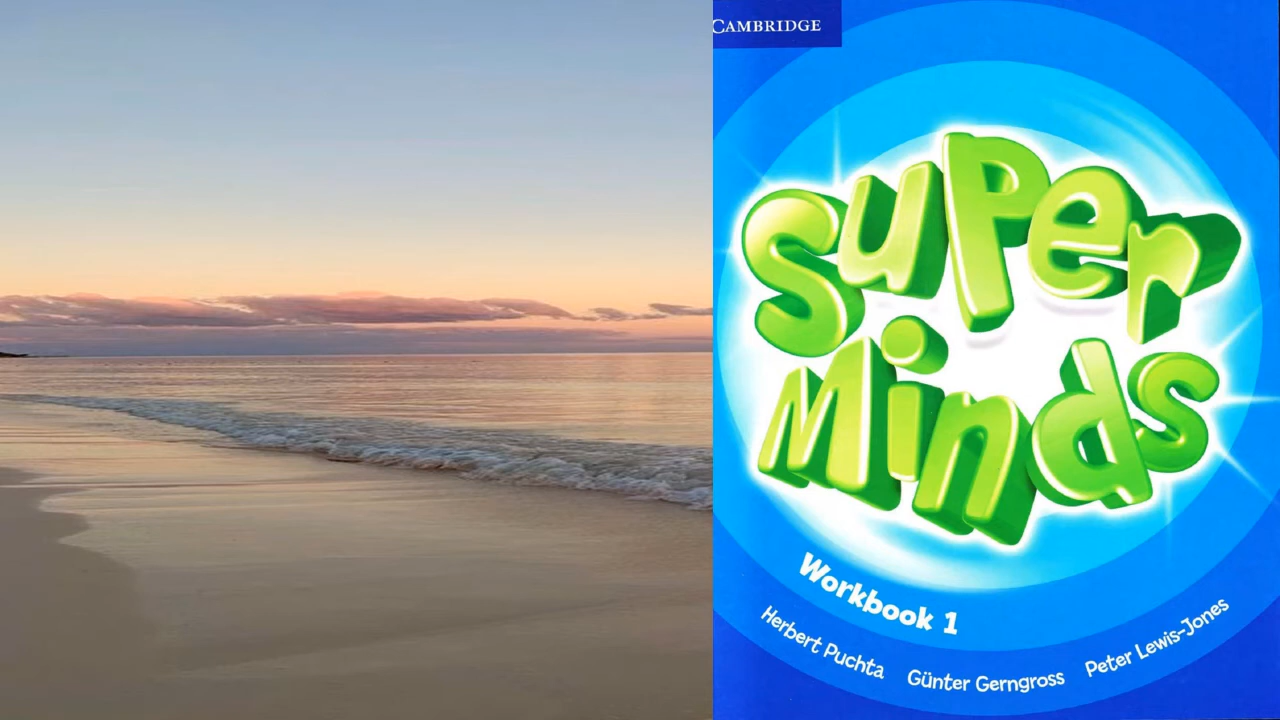 CAMBRIDGE
Super
Minds
Workbook 1
Herbert Puchta Günter Gerngross Peter Lewis-Jones